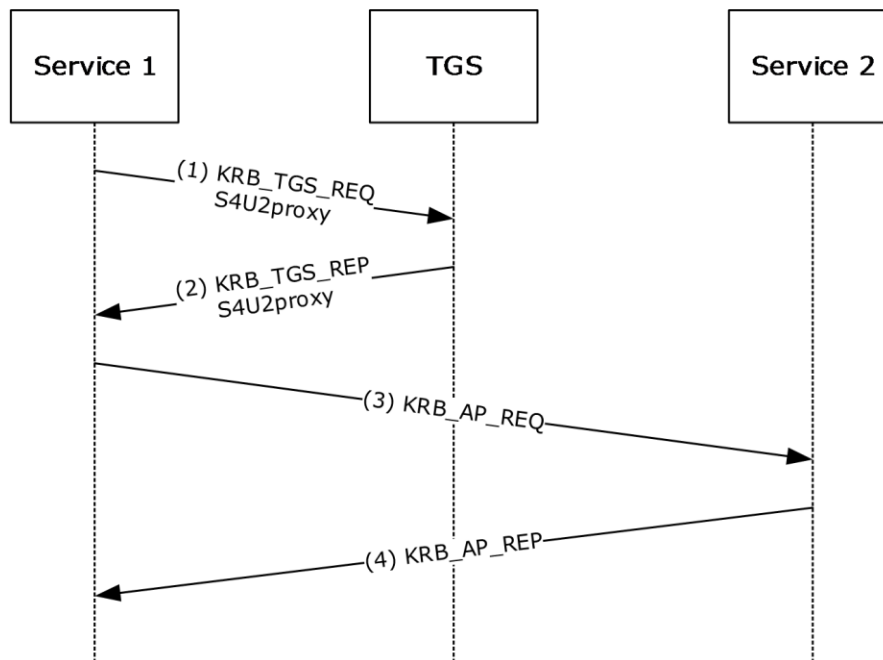 Service 1
TGS
Service 2
(1) KRB_TGS_REQ
S4U2proxy
(2) KRB_TGS_REP
S4U2proxy
(3) KRB_AP_REQ
(4) KRB_AP_REP